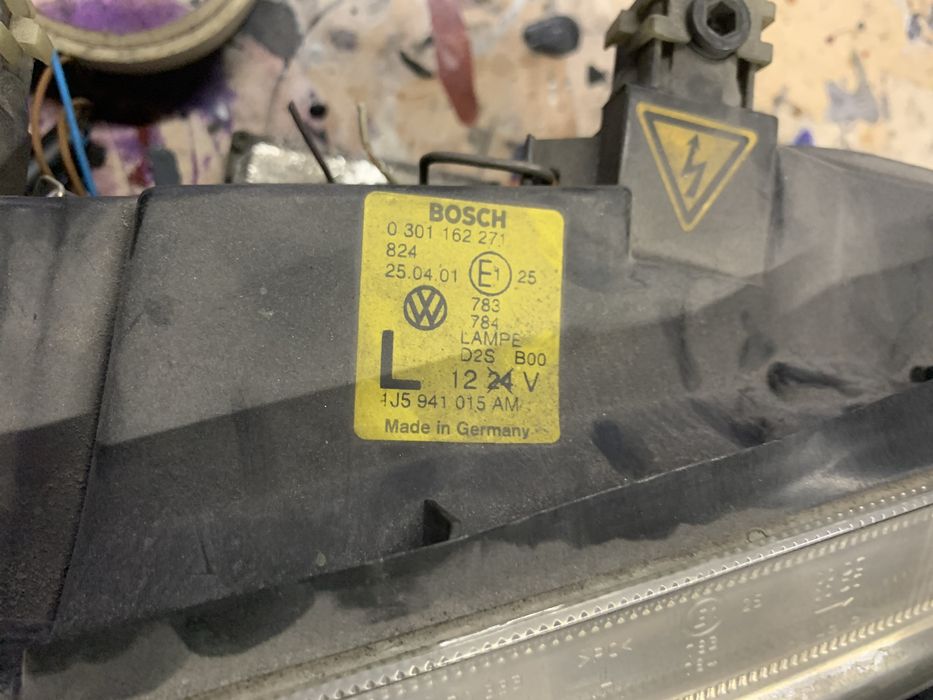 BOSCH
0 301 162 271
824
25.04.01 E1 25
VW
783
784
LAMPE
D2S B00
L 12 24 V
1J5 941 015 AM
Made in Germany